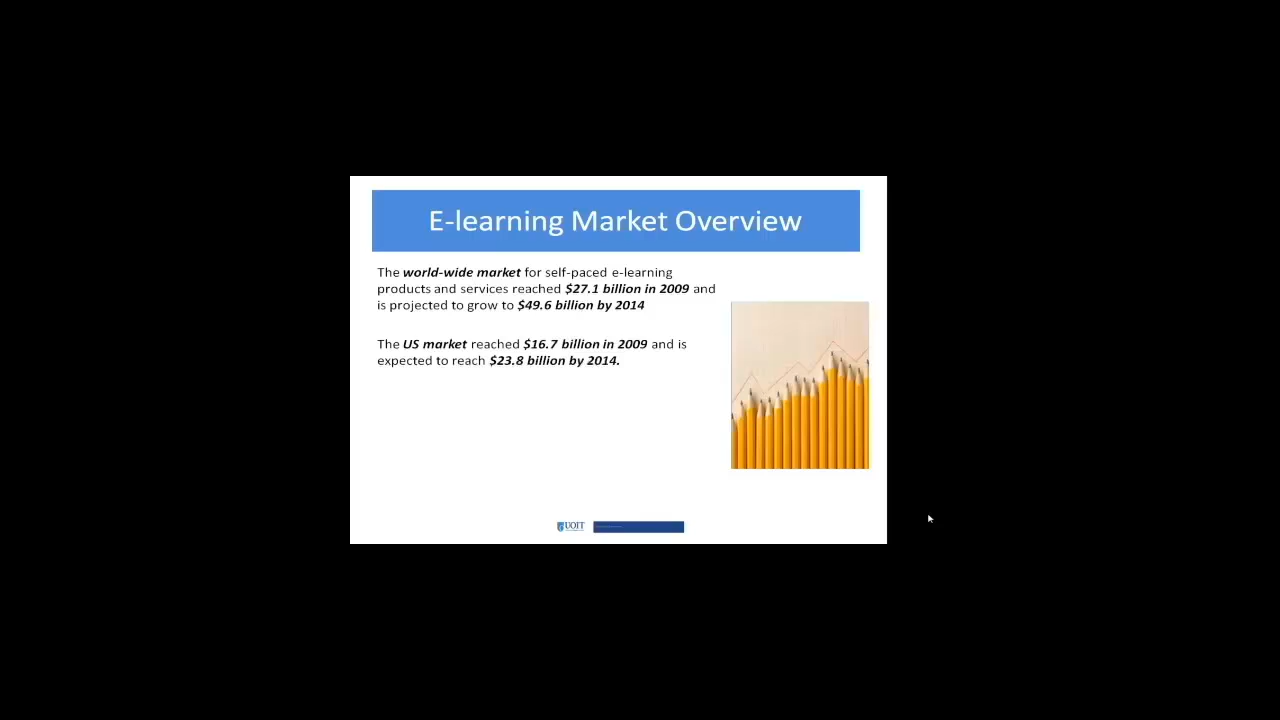 E-learning Market Overview
The world-wide market for self-paced e-learning
products and services reached $27.1 billion in 2009 and
is projected to grow to $49.6 billion by 2014
The US market reached $16.7 billion in 2009 and is
expected to reach $23.8 billion by 2014.
UOIT